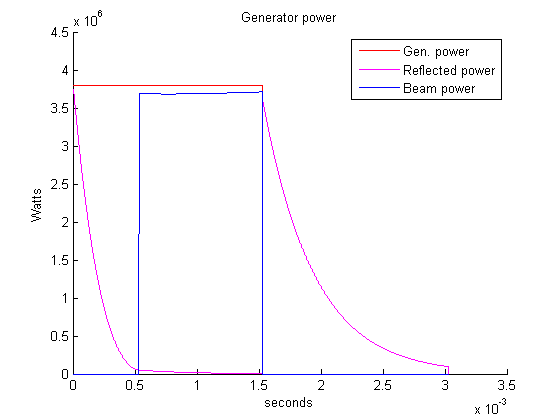 Generator power
x 10^6
4.5
4
3.5
3
2.5
2
1.5
1
0.5
0
Watts
Gen. power
Reflected power
Beam power
0 0.5 1 1.5 2 2.5 3 3.5
seconds
x 10^-3